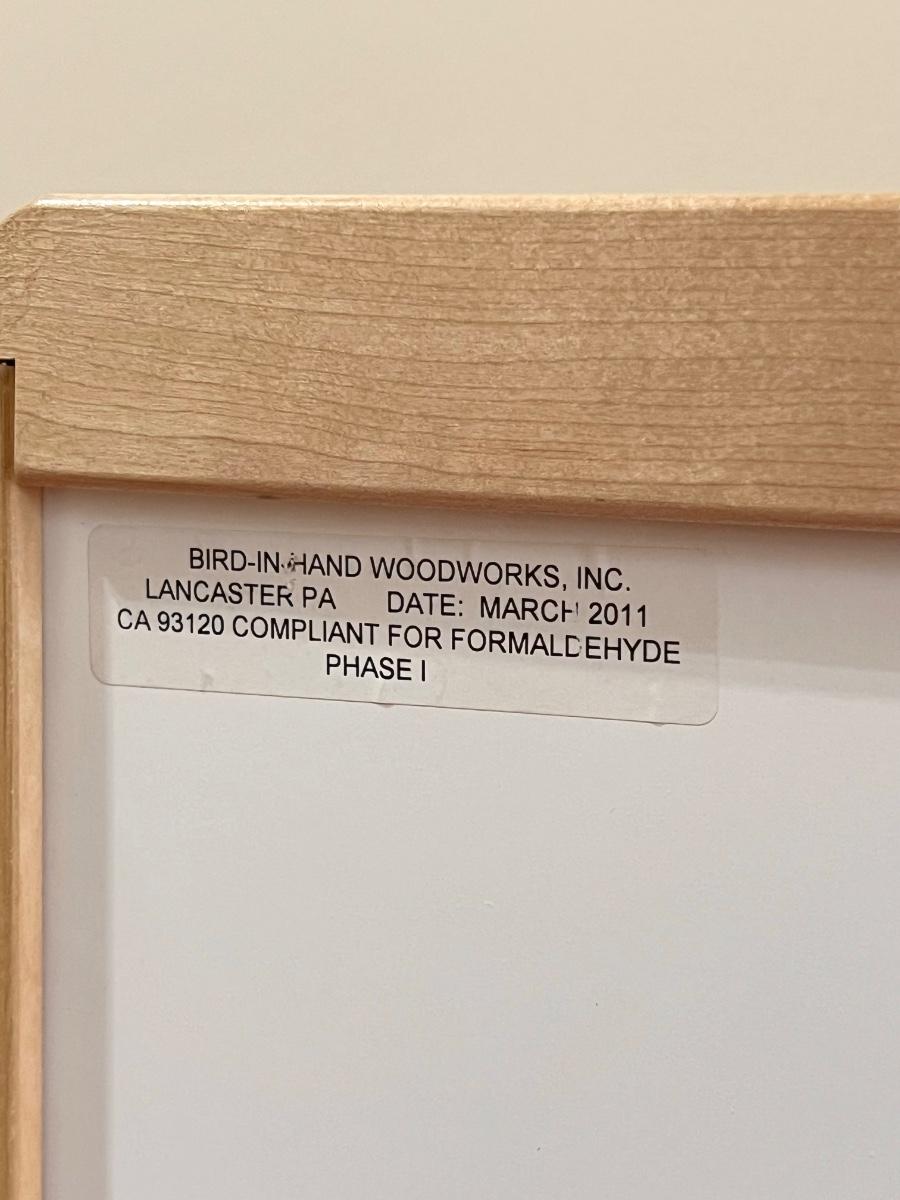 BIRD-IN-HAND WOODWORKS, INC.
LANCASTER PA DATE: MARCH 2011
CA 93120 COMPLIANT FOR FORMALDEHYDE
PHASE I